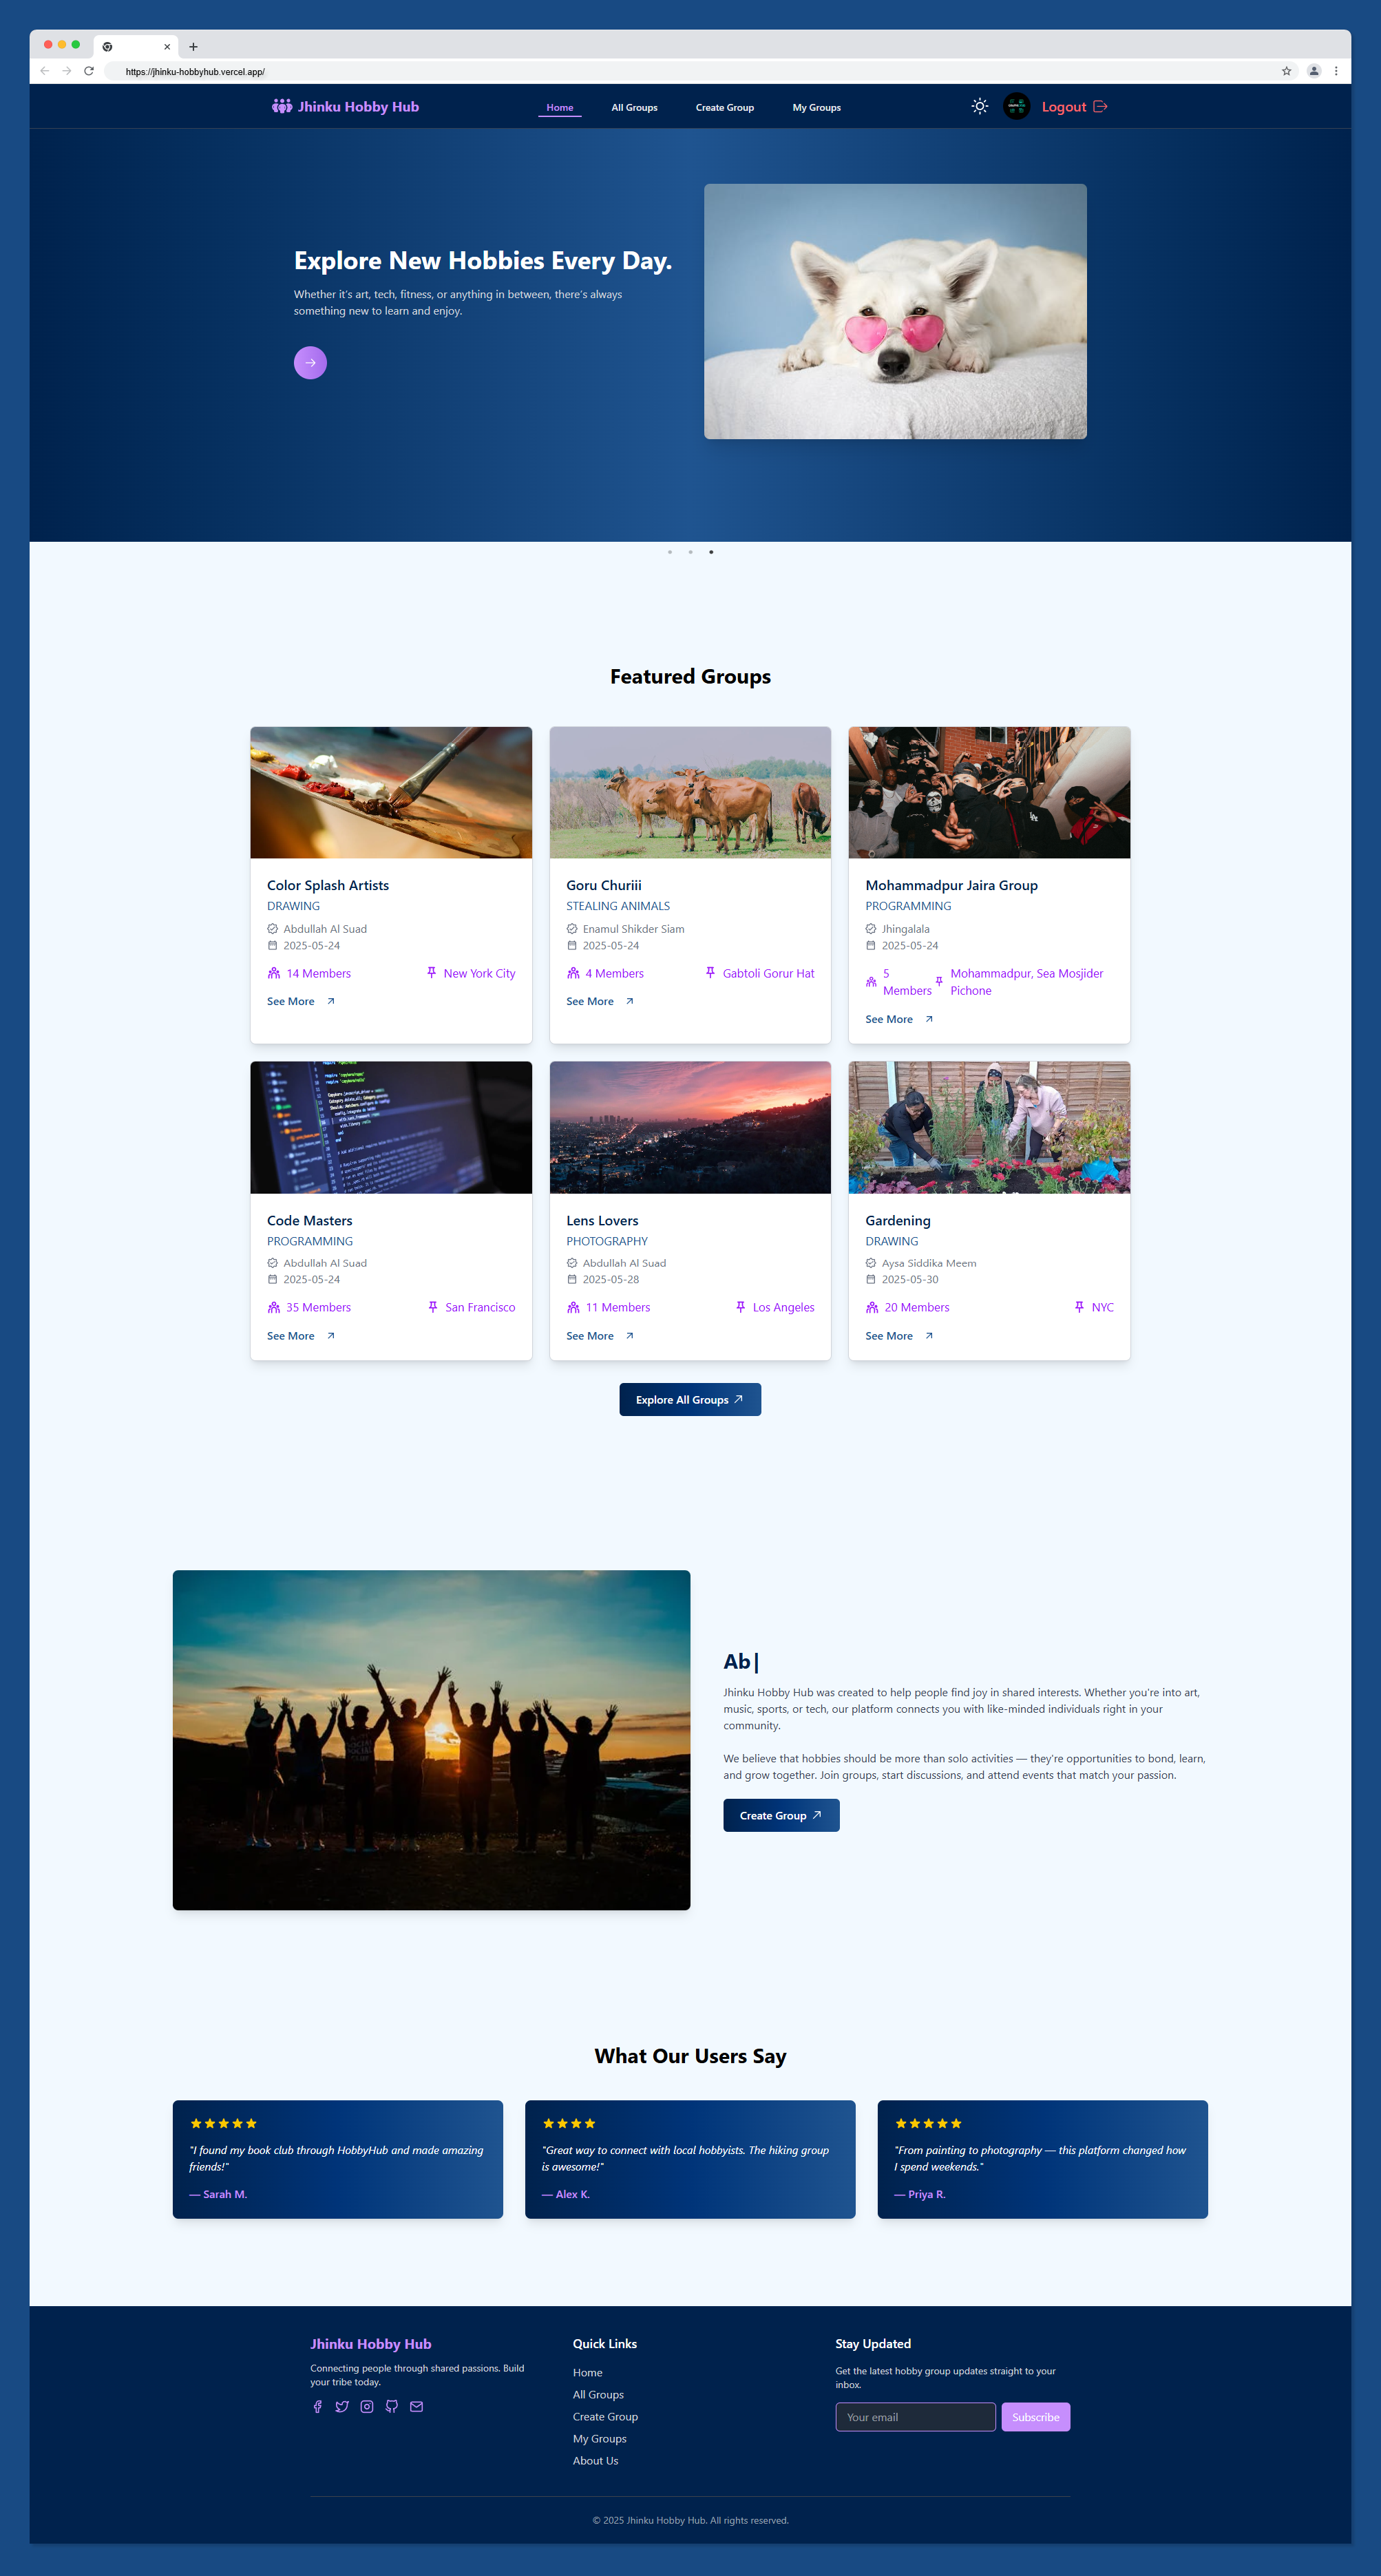 https://jhinku-hobbyhub.vercel.app/
Jhinku Hobby Hub
Home
All Groups
Create Group
My Groups
Logout
Explore New Hobbies Every Day.
Whether it's art, tech, fitness, or anything in between, there's always
something new to learn and enjoy.
Featured Groups
Color Splash Artists
DRAWING
Abdullah Al Suad
2025-05-24
14 Members
New York City
See More
Goru Churiii
STEALING ANIMALS
Enamul Shikder Siam
2025-05-24
4 Members
Gabtoli Gorur Hat
See More
Mohammadpur Jaira Group
PROGRAMMING
Jhingalala
2025-05-24
5
Members
Mohammadpur, Sea Mosjider
Pichone
See More
Code Masters
PROGRAMMING
Abdullah Al Suad
2025-05-24
35 Members
San Francisco
See More
Lens Lovers
PHOTOGRAPHY
Abdullah Al Suad
2025-05-28
11 Members
Los Angeles
See More
Gardening
DRAWING
Aysa Siddika Meem
2025-05-30
20 Members
NYC
See More
Explore All Groups
Ab|
Jhinku Hobby Hub was created to help people find joy in shared interests. Whether you're into art,
music, sports, or tech, our platform connects you with like-minded individuals right in your
community.
We believe that hobbies should be more than solo activities — they're opportunities to bond, learn,
and grow together. Join groups, start discussions, and attend events that match your passion.
Create Group
What Our Users Say
"I found my book club through HobbyHub and made amazing
friends!"
— Sarah M.
"Great way to connect with local hobbyists. The hiking group
is awesome!"
— Alex K.
"From painting to photography — this platform changed how
I spend weekends."
— Priya R.
Jhinku Hobby Hub
Connecting people through shared passions. Build
your tribe today.
Quick Links
Home
All Groups
Create Group
My Groups
About Us
Stay Updated
Get the latest hobby group updates straight to your
inbox.
Your email
Subscribe
© 2025 Jhinku Hobby Hub. All rights reserved.